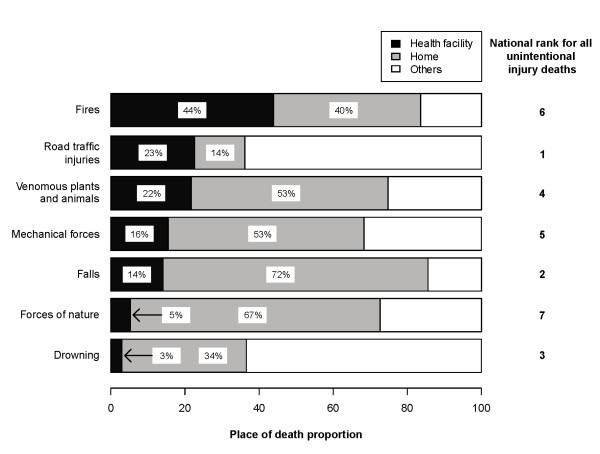 Health facility
Home
Others
National rank for all
unintentional
injury deaths
Fires
44%
40%
6
Road traffic
injuries
23%
14%
1
Venomous plants
and animals
22%
53%
4
Mechanical forces
16%
53%
5
Falls
14%
72%
2
Forces of nature
5%
67%
7
Drowning
3%
34%
3
0
20
40
60
80
100
Place of death proportion